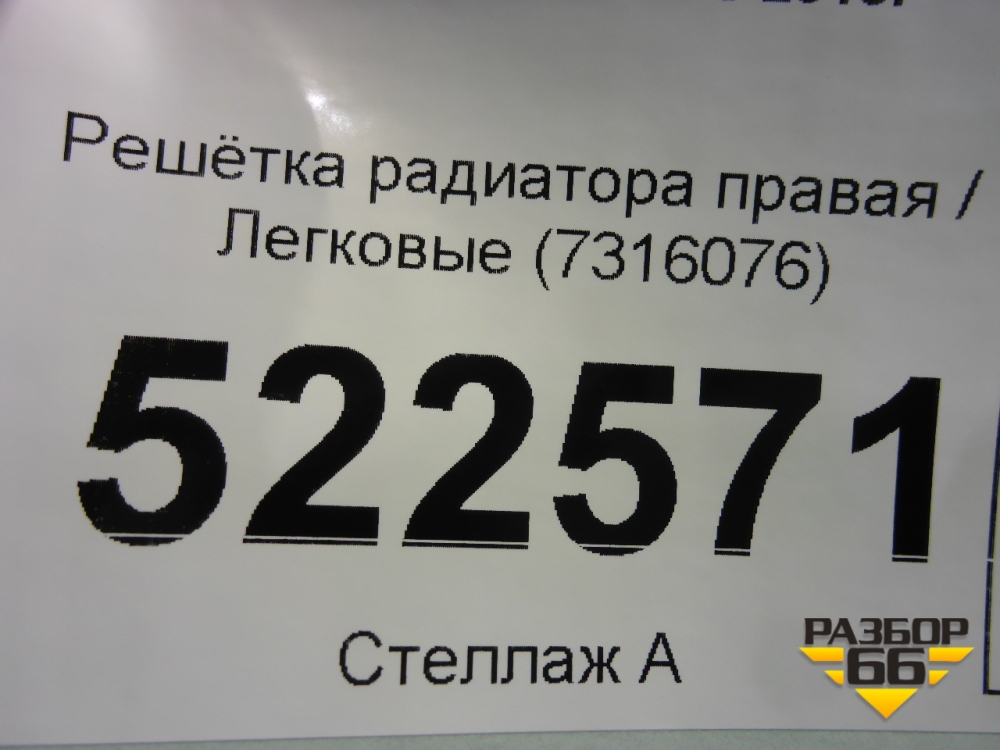 Решётка радиатора правая /
Легковые (7316076)
522571
Стеллаж А
РАЗБОР
66